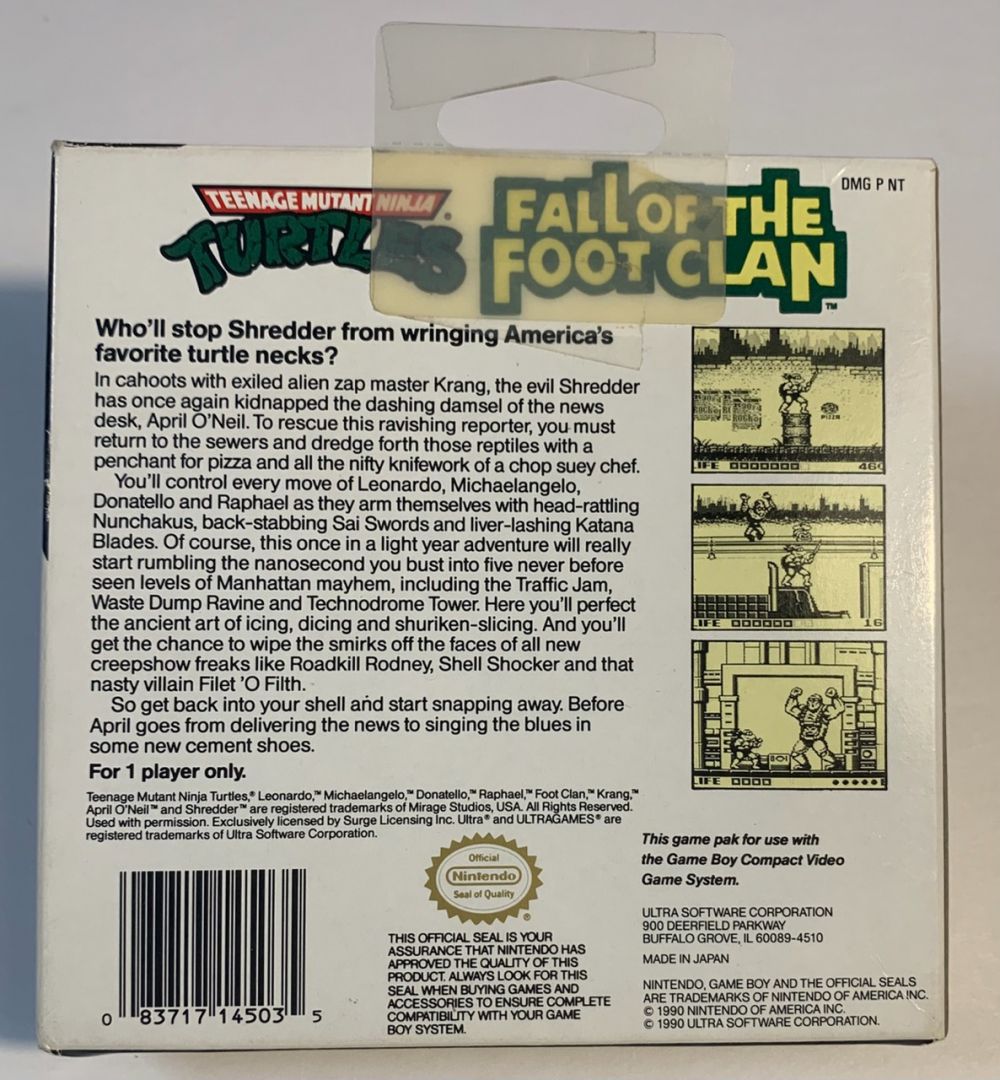 DMG P NT
TEENAGE MUTANT NINJA
TURTLES®
FALL OF THE
FOOT CLAN™
Who'll stop Shredder from wringing America's
favorite turtle necks?
In cahoots with exiled alien zap master Krang, the evil Shredder
has once again kidnapped the dashing damsel of the news
desk, April O'Neil. To rescue this ravishing reporter, you must
return to the sewers and dredge forth those reptiles with a
penchant for pizza and all the nifty knifework of a chop suey chef.
You'll control every move of Leonardo, Michaelangelo,
Donatello and Raphael as they arm themselves with head-rattling
Nunchakus, back-stabbing Sai Swords and liver-lashing Katana
Blades. Of course, this once in a light year adventure will really
start rumbling the nanosecond you bust into five never before
seen levels of Manhattan mayhem, including the Traffic Jam,
Waste Dump Ravine and Technodrome Tower. Here you'll perfect
the ancient art of icing, dicing and shuriken-slicing. And you'll
get the chance to wipe the smirks off the faces of all new
creepshow freaks like Roadkill Rodney, Shell Shocker and that
nasty villain Filet 'O Filth.
So get back into your shell and start snapping away. Before
April goes from delivering the news to singing the blues in
some new cement shoes.
For 1 player only.
Teenage Mutant Ninja Turtles,® Leonardo,™ Michaelangelo,™ Donatello,™ Raphael,™ Foot Clan,™ Krang,™
April O'Neil™ and Shredder™ are registered trademarks of Mirage Studios, USA. All Rights Reserved.
Used with permission. Exclusively licensed by Surge Licensing Inc. Ultra® and ULTRAGAMES® are
registered trademarks of Ultra Software Corporation.
PIZZA
LIFE
460
LIFE
16
LIFE
Official
Nintendo
Seal of Quality
®
THIS OFFICIAL SEAL IS YOUR
ASSURANCE THAT NINTENDO HAS
APPROVED THE QUALITY OF THIS
PRODUCT. ALWAYS LOOK FOR THIS
SEAL WHEN BUYING GAMES AND
ACCESSORIES TO ENSURE COMPLETE
COMPATIBILITY WITH YOUR GAME
BOY SYSTEM.
0 83717 14503 5
This game pak for use with
the Game Boy Compact Video
Game System.
ULTRA SOFTWARE CORPORATION
900 DEERFIELD PARKWAY
BUFFALO GROVE, IL 60089-4510
MADE IN JAPAN
NINTENDO, GAME BOY AND THE OFFICIAL SEALS
ARE TRADEMARKS OF NINTENDO OF AMERICA INC.
© 1990 NINTENDO OF AMERICA INC.
© 1990 ULTRA SOFTWARE CORPORATION.